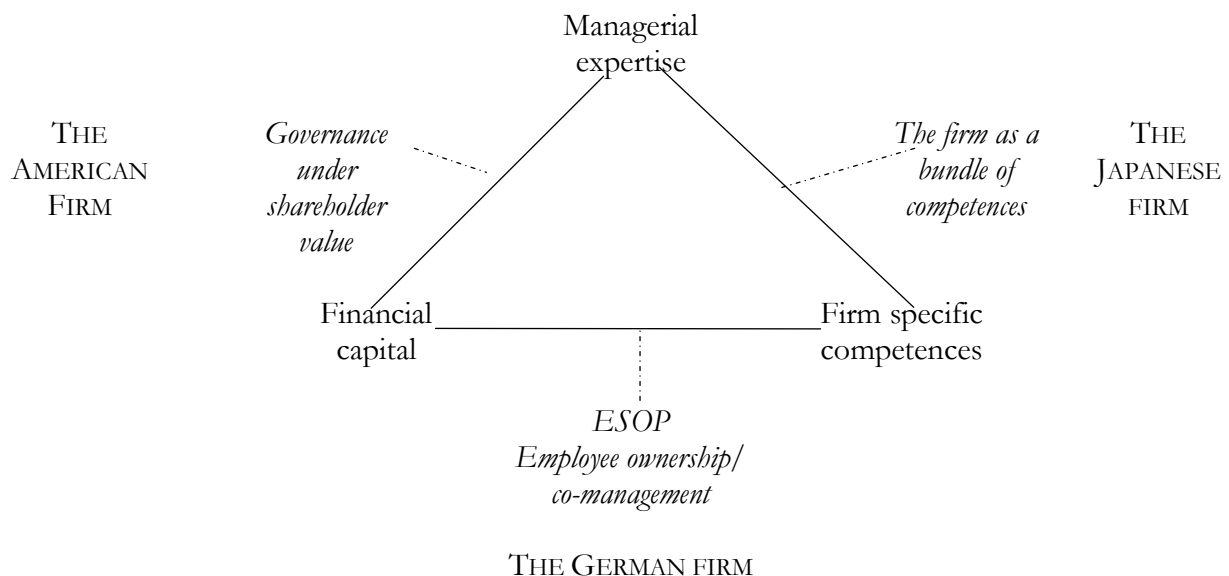 Managerial
expertise
THE
AMERICAN
FIRM
Governance
under
shareholder
value
The firm as a
bundle of
competences
THE
JAPANESE
FIRM
Financial
capital
Firm specific
competences
ESOP
Employee ownership/
co-management
THE GERMAN FIRM